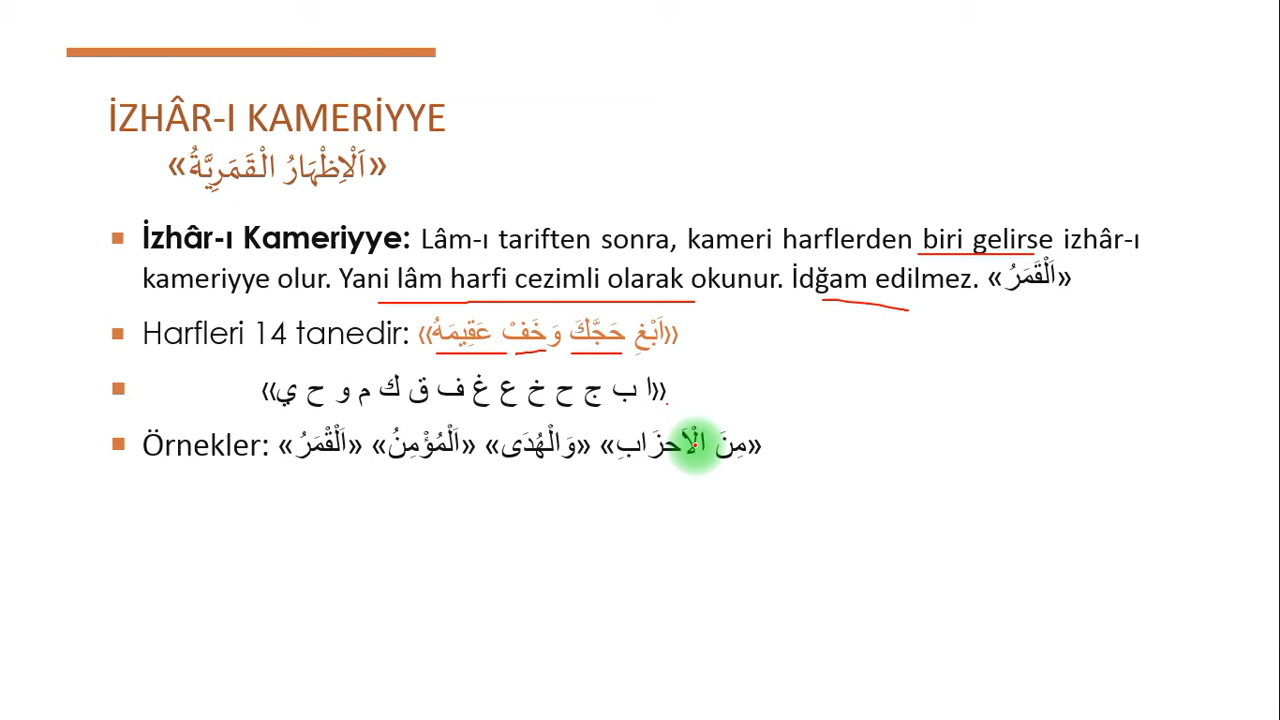 İZHÂR-I KAMERİYYE
«اَلْاِظْهَارُ الْقَمَرِيَّةُ»
İzhâr-ı Kameriyye: Lâm-ı tariften sonra, kameri harflerden biri gelirse izhâr-ı
kameriyye olur. Yani lâm harfi cezimli olarak okunur. İdğam edilmez. «اَلْقَمَرُ»
Harfleri 14 tanedir: «اَبْغِ حَجَّكَ وَخَفْ عَقِيمَهُ»
«ا ب ج ح خ ع غ ف ق ك م و ح ي»
Örnekler: «اَلْقْمَرُ» «اَلْمُؤْمِنُ» «وَالْهُدَى» «مِنَ الْاَحزَابِ»